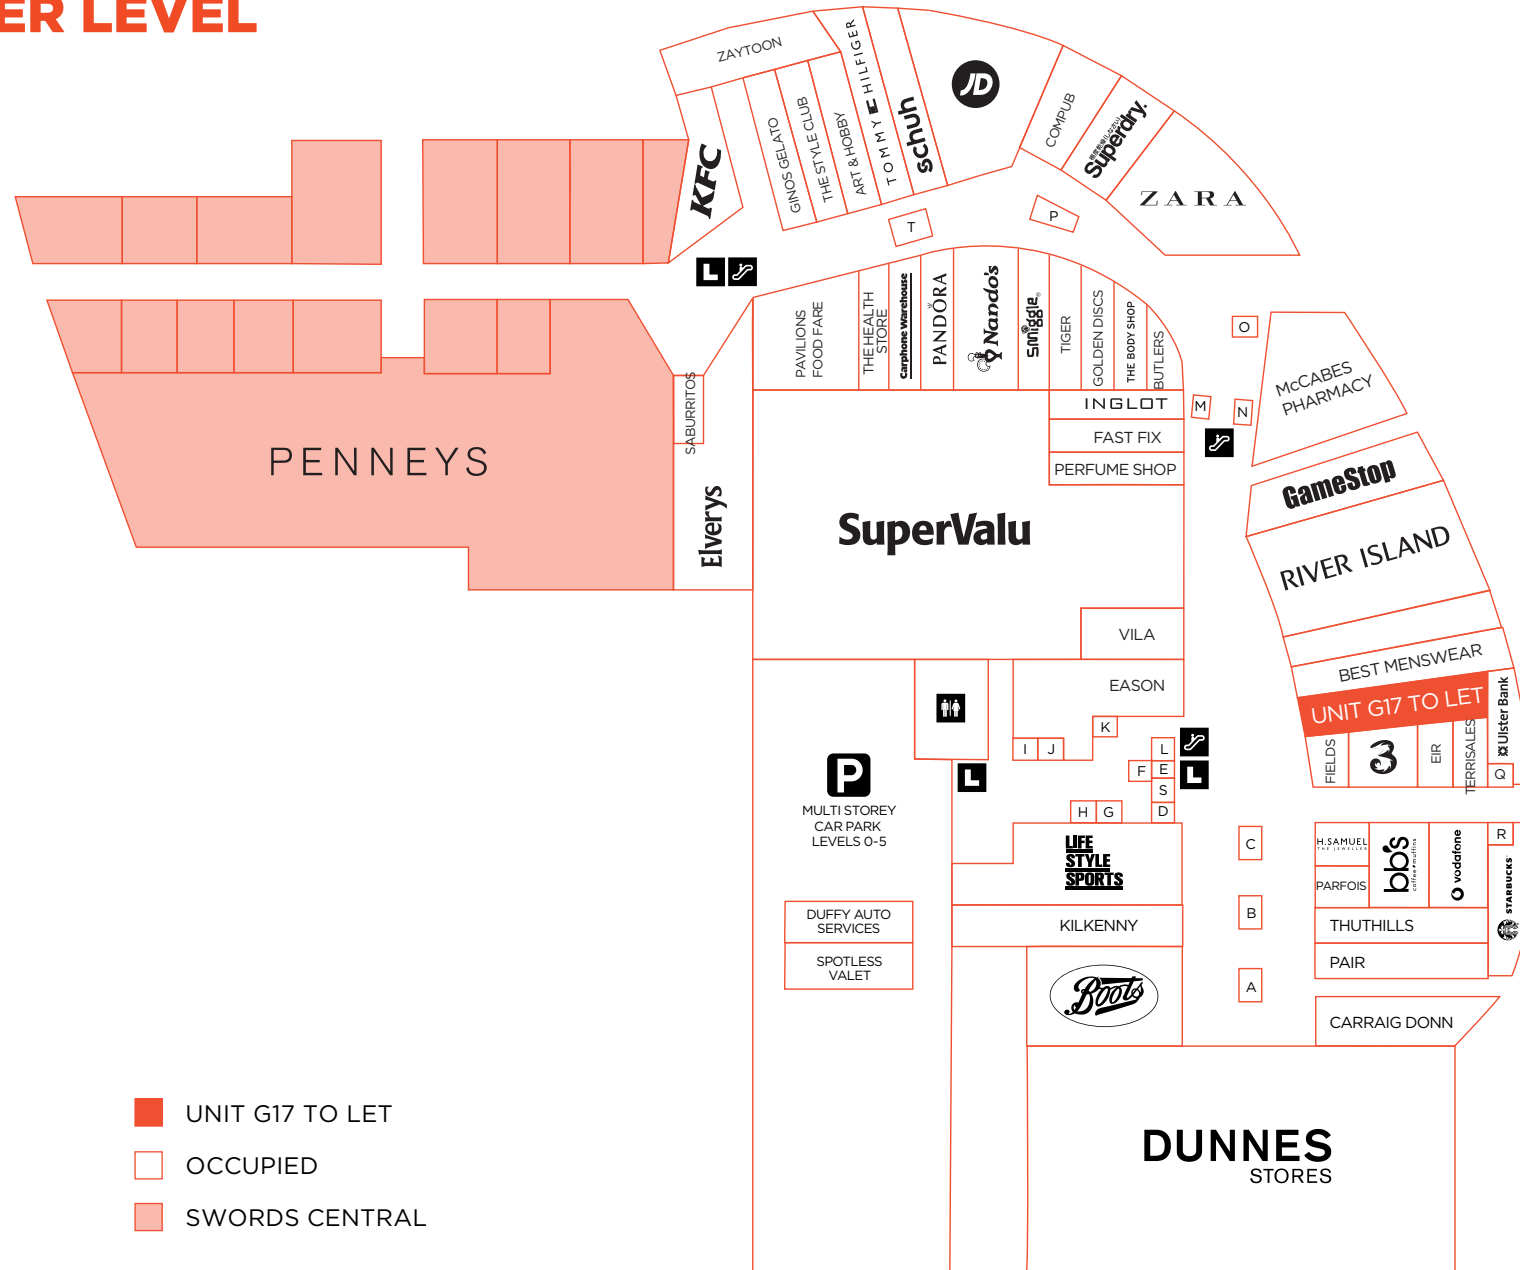 ER LEVEL
ZAYTOON
KFC
GINOS GELATO
THE STYLE CLUB
ART & HOBBY
TOMMY HILFIGER
schuh
JD
COMPUB
Superdry.
ZARA
T
P
L
PAVILIONS
FOOD FARE
THE HEALTH
STORE
Carphone Warehouse
PANDÓRA
Nando's
Smiggle
TIGER
GOLDEN DISCS
THE BODY SHOP
BUTLERS
O
McCABES
PHARMACY
INGLOT
M
N
FAST FIX
PERFUME SHOP
SABURRITOS
PENNEYS
Elverys
SuperValu
GameStop
RIVER ISLAND
VILA
BEST MENSWEAR
EASON
UNIT G17 TO LET
Ulster Bank
K
I
J
L
F
E
L
S
H
G
D
FIELDS
3
EIR
TERRISALES
Q
L
P
MULTI STOREY
CAR PARK
LEVELS 0-5
LIFE
STYLE
SPORTS
C
H.SAMUEL
THE JEWELLER
bb's
coffee+muffins
vodafone
R
PARFOIS
STARBUCKS
DUFFY AUTO
SERVICES
KILKENNY
B
THUTHILLS
SPOTLESS
VALET
PAIR
Boots
A
CARRAIG DONN
DUNNES
STORES
UNIT G17 TO LET
OCCUPIED
SWORDS CENTRAL